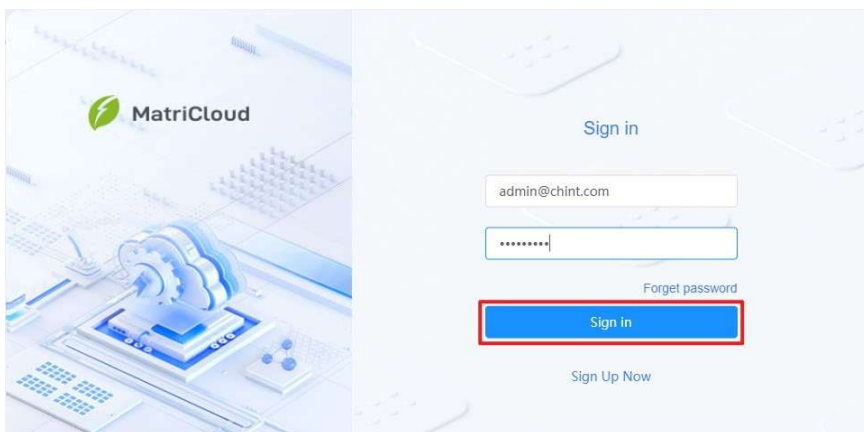 MatriCloud
Sign in
admin@chint.com
•••••••••
Forget password
Sign in
Sign Up Now